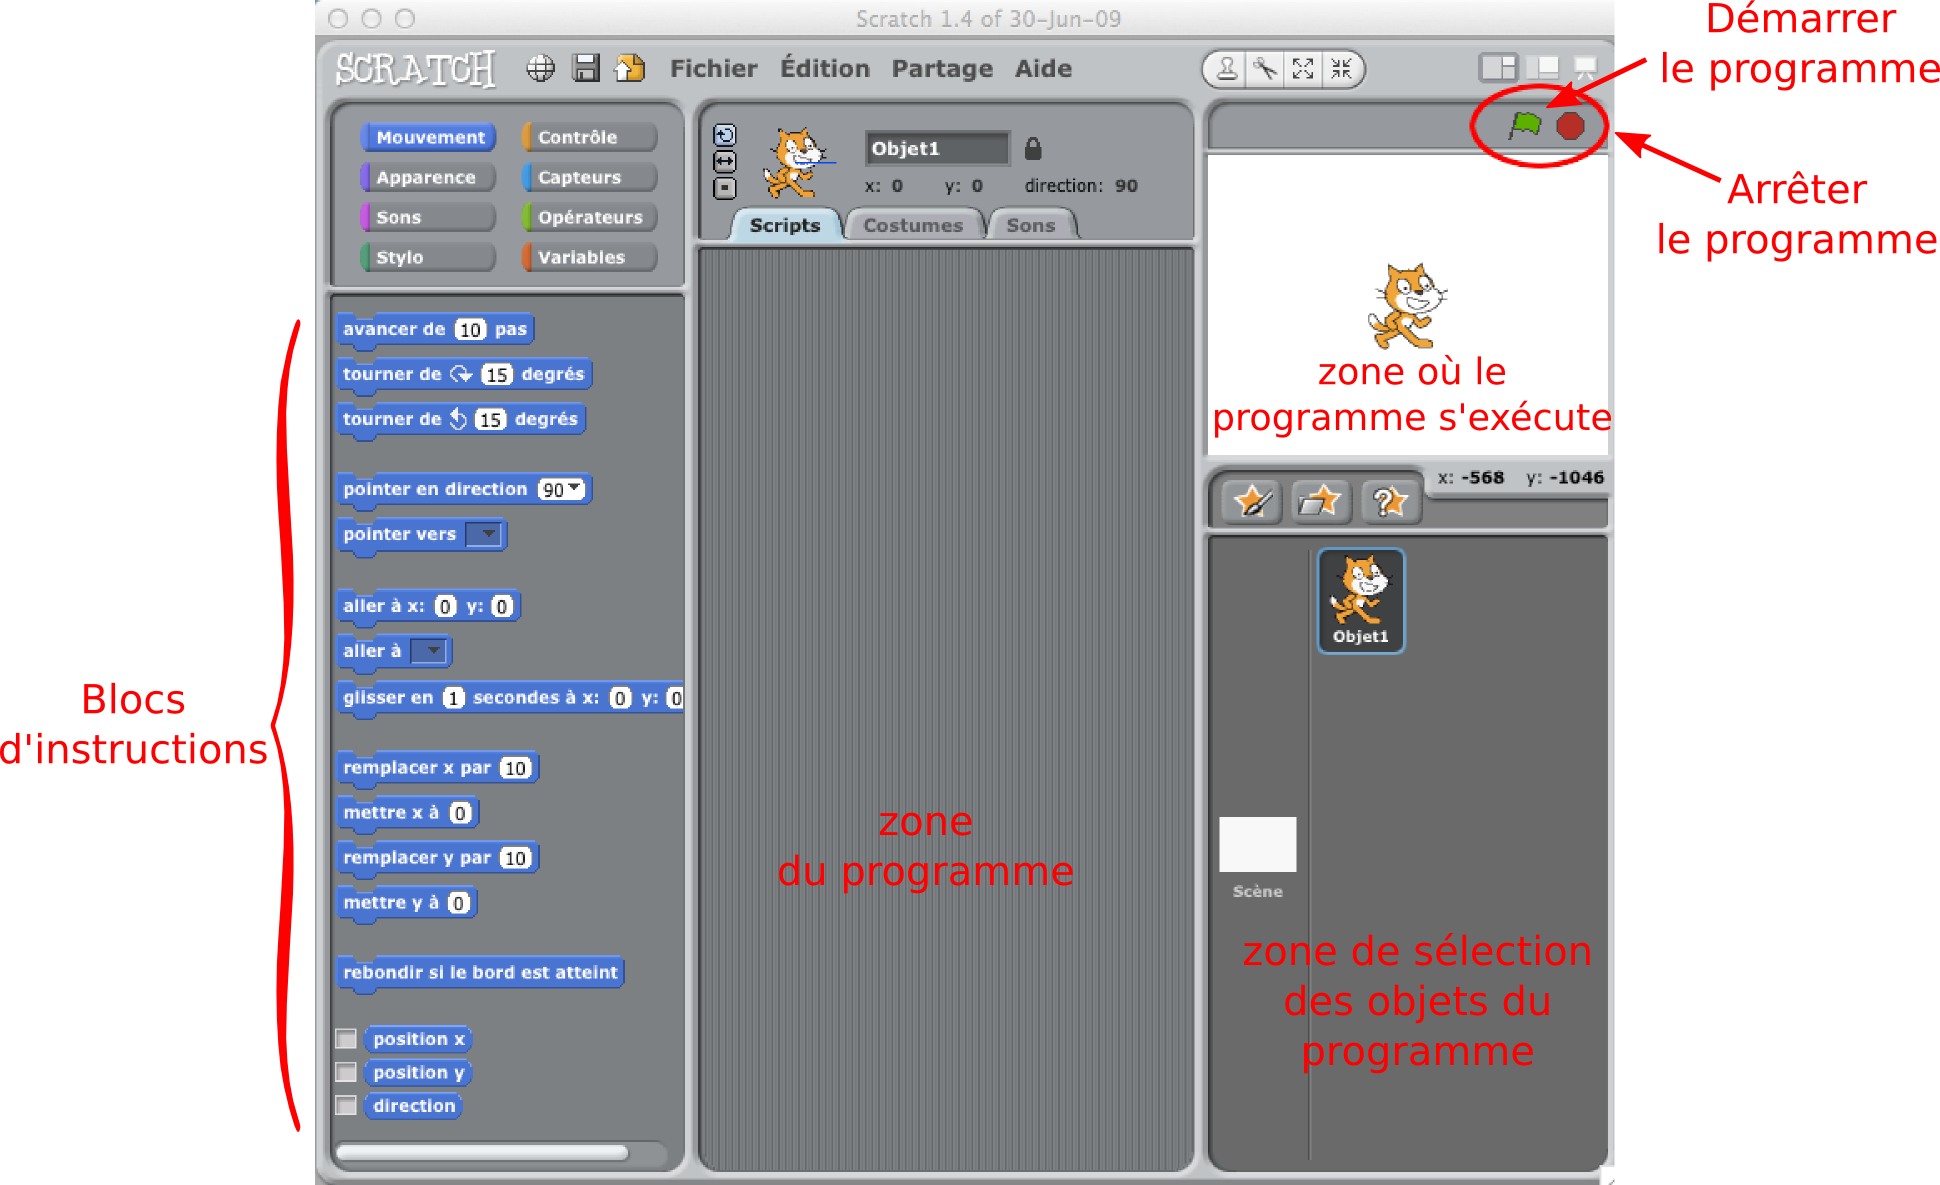 Scratch 1.4 of 30-Jun-09
SCRATCH
Fichier Édition Partage Aide
Démarrer
le programme
Arrêter
le programme
Mouvement
Contrôle
Apparence
Capteurs
Sons
Opérateurs
Stylo
Variables
Objet1
x: 0 y: 0 direction: 90
Scripts Costumes Sons
Blocs
d'instructions
avancer de 10 pas
tourner de 15 degrés
tourner de 15 degrés
pointer en direction 90
pointer vers
aller à x: 0 y: 0
aller à
glisser en 1 secondes à x: 0 y: 0
remplacer x par 10
mettre x à 0
remplacer y par 10
mettre y à 0
rebondir si le bord est atteint
position x
position y
direction
zone
du programme
zone où le
programme s'exécute
x: -568 y: -1046
Objet1
Scène
zone de sélection
des objets du
programme